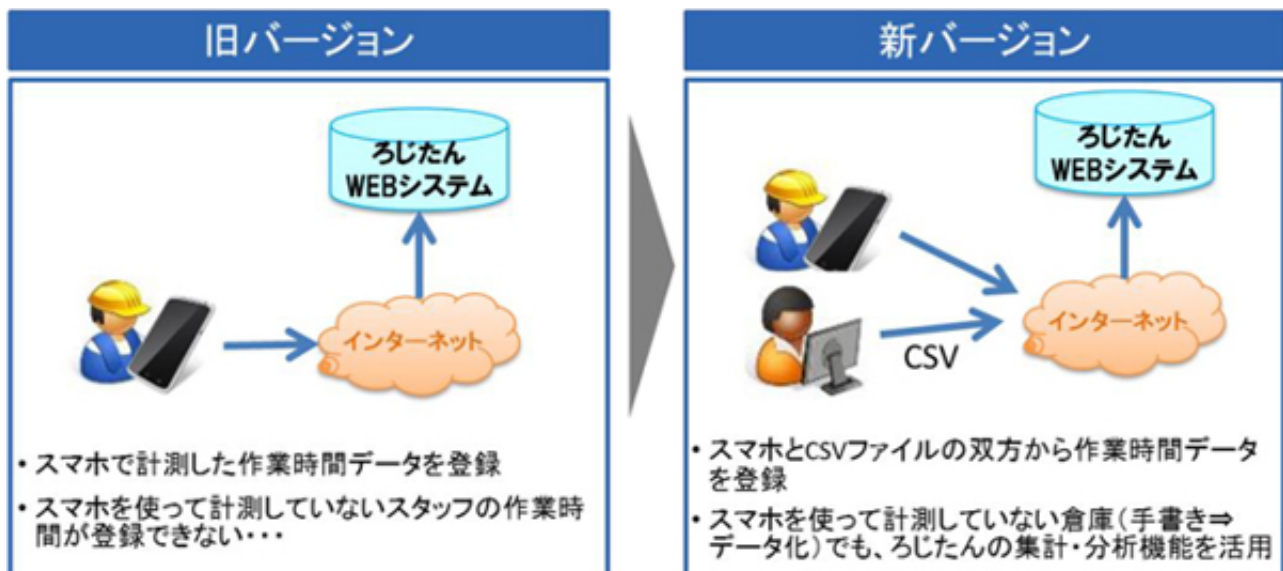 旧バージョン
ろじたん
WEBシステム
インターネット
・スマホで計測した作業時間データを登録
・スマホを使って計測していないスタッフの作業時
間が登録できない・・・
新バージョン
ろじたん
WEBシステム
インターネット
CSV
・スマホとCSVファイルの双方から作業時間データ
を登録
・スマホを使って計測していない倉庫(手書き⇒
データ化)でも、ろじたんの集計・分析機能を活用